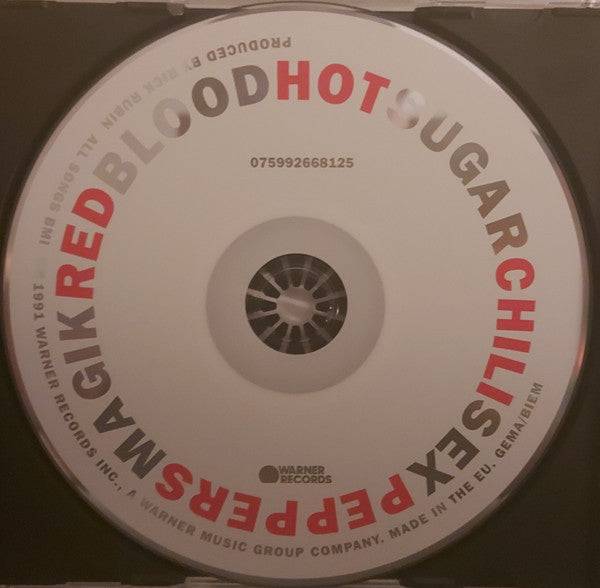 REDBLOODHOTSUGARCHILISEXPEPPERSMAGIK
075992668125
WARNER
RECORDS
PRODUCED BY RICK RUBIN ALL SONGS BMI 1991 WARNER RECORDS INC., A WARNER MUSIC GROUP COMPANY. MADE IN THE EU. GEMA/BIEM